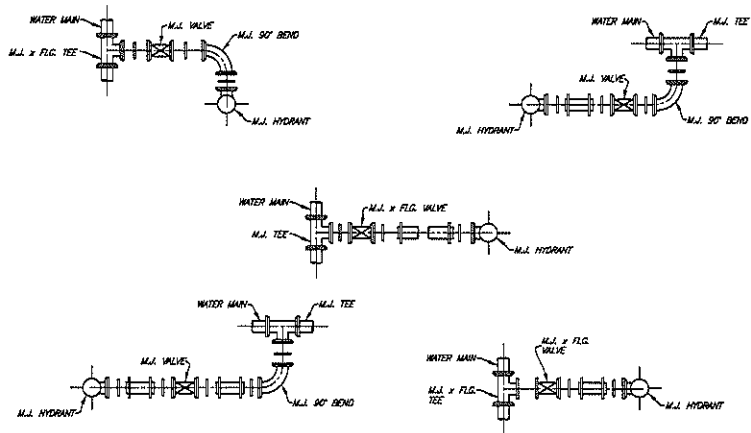 WATER MAIN
M.J. VALVE
M.J. 90° BEND
M.J. x FLG. TEE
M.J. HYDRANT
WATER MAIN
M.J. TEE
M.J. VALVE
M.J. HYDRANT
M.J. 90° BEND
WATER MAIN
M.J. x FLG. VALVE
M.J. TEE
M.J. HYDRANT
WATER MAIN
M.J. TEE
M.J. VALVE
M.J. HYDRANT
M.J. 90° BEND
M.J. x FLG.
VALVE
WATER MAIN
M.J. x FLG.
TEE
M.J. HYDRANT